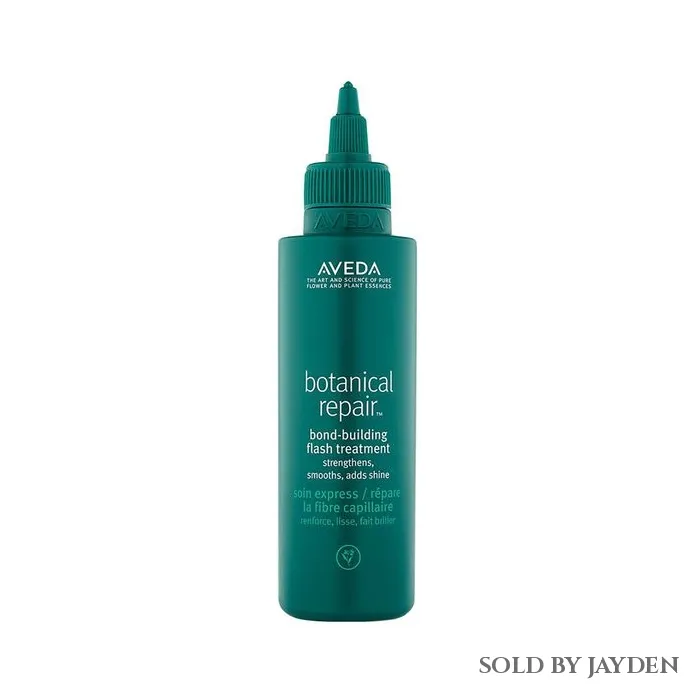 AVEDA
AVEDA
THE ART AND SCIENCE OF PURE
FLOWER AND PLANT ESSENCES
botanical
repair™
bond-building
flash treatment
strengthens,
smooths, adds shine
soin express / répare
la fibre capillaire
renforce, lisse, fait briller
SOLD BY JAYDEN